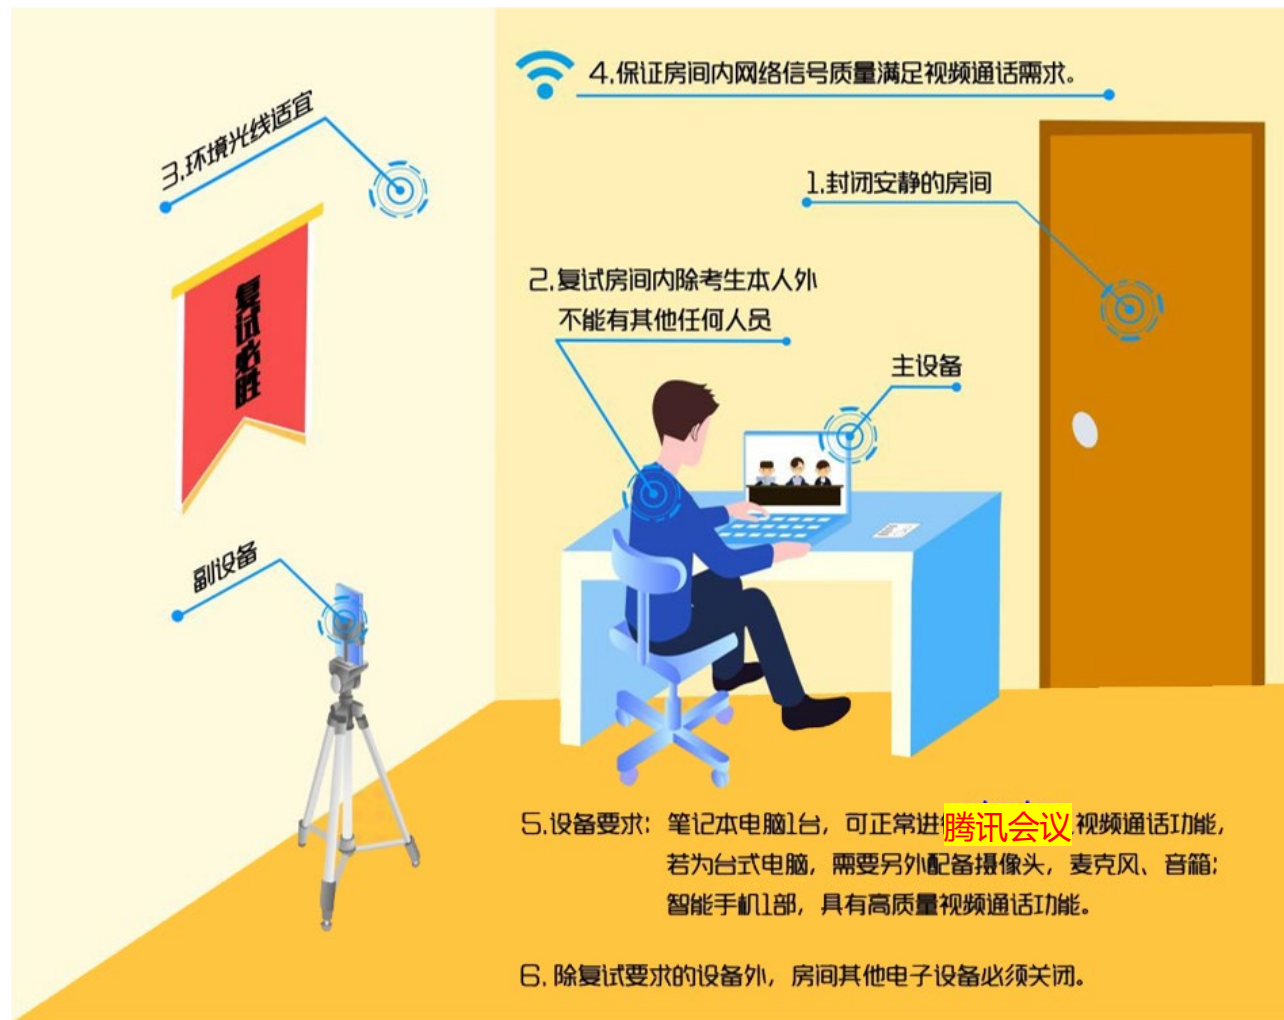 4.保证房间内网络信号质量满足视频通话需求。
3.环境光线适宜
1.封闭安静的房间
复试必胜
2.复试房间内除考生本人外
不能有其他任何人员
主设备
副设备
5.设备要求：笔记本电脑1台，可正常进行腾讯会议视频通话功能，
若为台式电脑，需要另外配备摄像头，麦克风、音箱；
智能手机1部，具有高质量视频通话功能。
6.除复试要求的设备外，房间其他电子设备必须关闭。